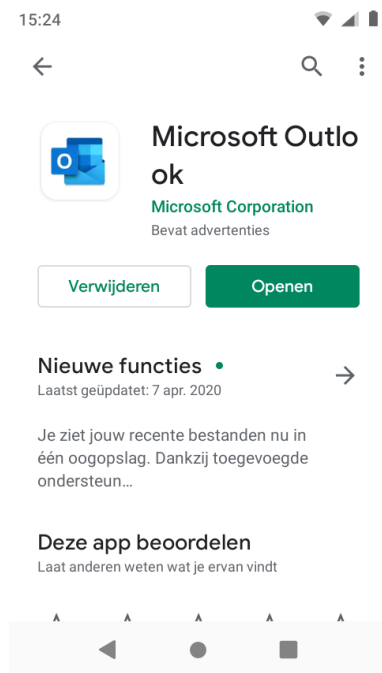 15:24
Microsoft Outlo
ok
Microsoft Corporation
Bevat advertenties
Verwijderen
Openen
Nieuwe functies
Laatst geüpdatet: 7 apr. 2020
Je ziet jouw recente bestanden nu in
één oogopslag. Dankzij toegevoegde
ondersteun…
Deze app beoordelen
Laat anderen weten wat je ervan vindt